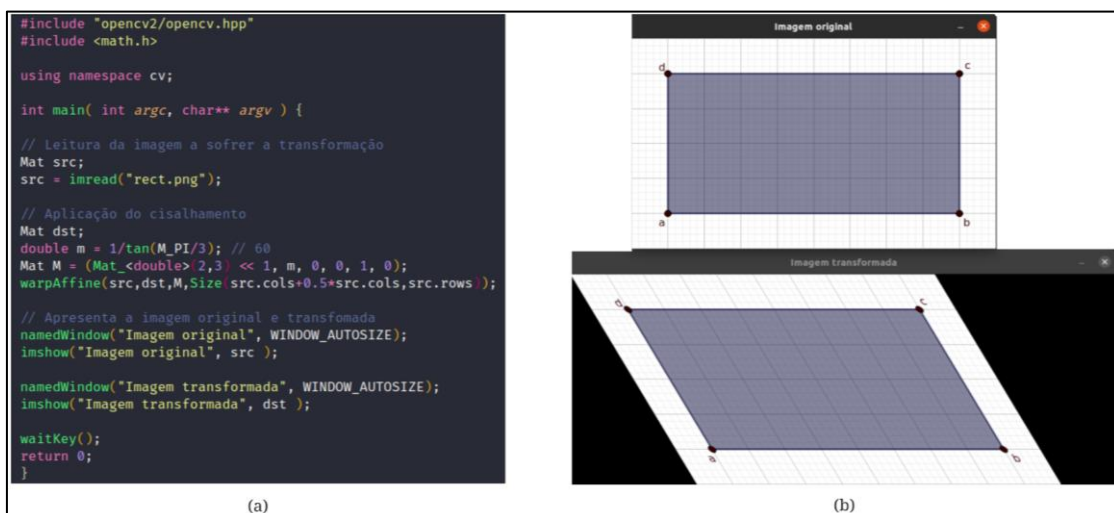 #include "opencv2/opencv.hpp"
#include <math.h>
using namespace cv;
int main( int argc, char** argv ) {
// Leitura da imagem a sofrer a transformação
Mat src;
src = imread("rect.png");
// Aplicação do cisalhamento
Mat dst;
double m = 1/tan(M_PI/3); // 60
Mat M = (Mat_<double>(2,3) << 1, m, 0, 0, 1, 0);
warpAffine(src,dst,M,Size(src.cols+0.5*src.cols,src.rows));
// Apresenta a imagem original e transfomada
namedWindow("Imagem original", WINDOW_AUTOSIZE);
imshow("Imagem original", src );
namedWindow("Imagem transformada", WINDOW_AUTOSIZE);
imshow("Imagem transformada", dst );
waitKey();
return 0;
}
(a)
Imagem original
d c
a b
Imagem transformada
d c
a b
(b)